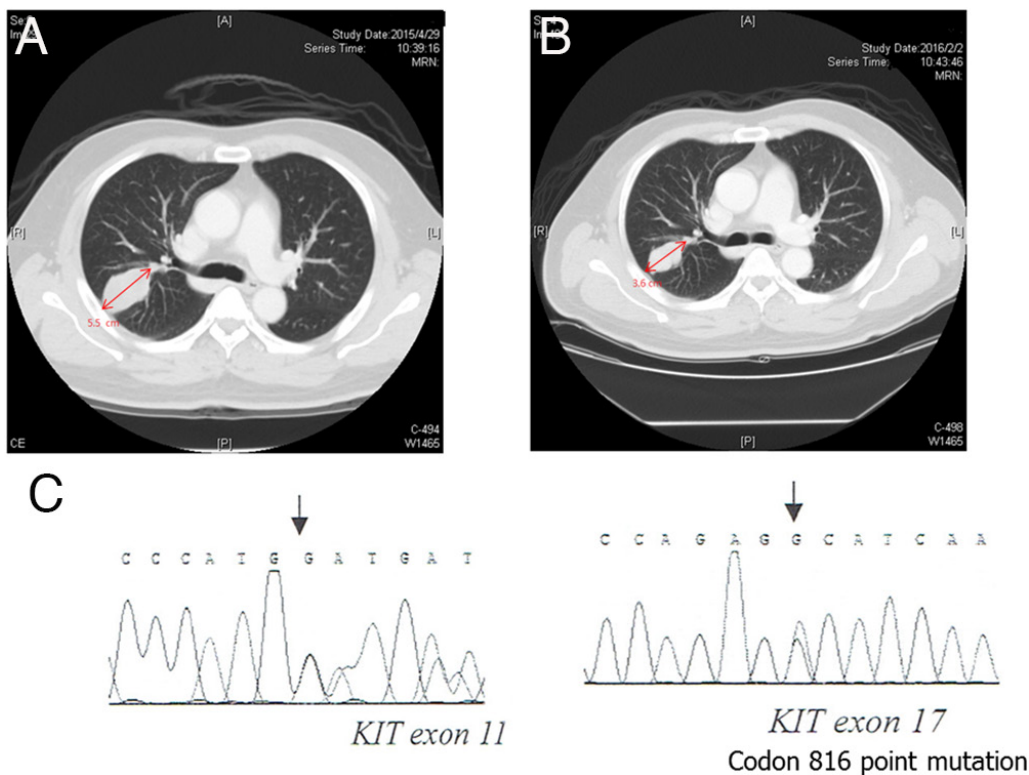 A
Se:
Im:
[A]
Study Date:2015/4/29
Series Time: 10:39:16
MRN:
[R]
[L]
5.5 cm
CE
[P]
C-494
W1465
B
[A]
Study Date:2016/2/2
Series Time: 10:43:46
MRN:
[R]
[L]
3.6 cm
[P]
C-498
W1465
C
C C C A T G G A T G A T
KIT exon 11
C C A G A G G C A T C A A
KIT exon 17
Codon 816 point mutation